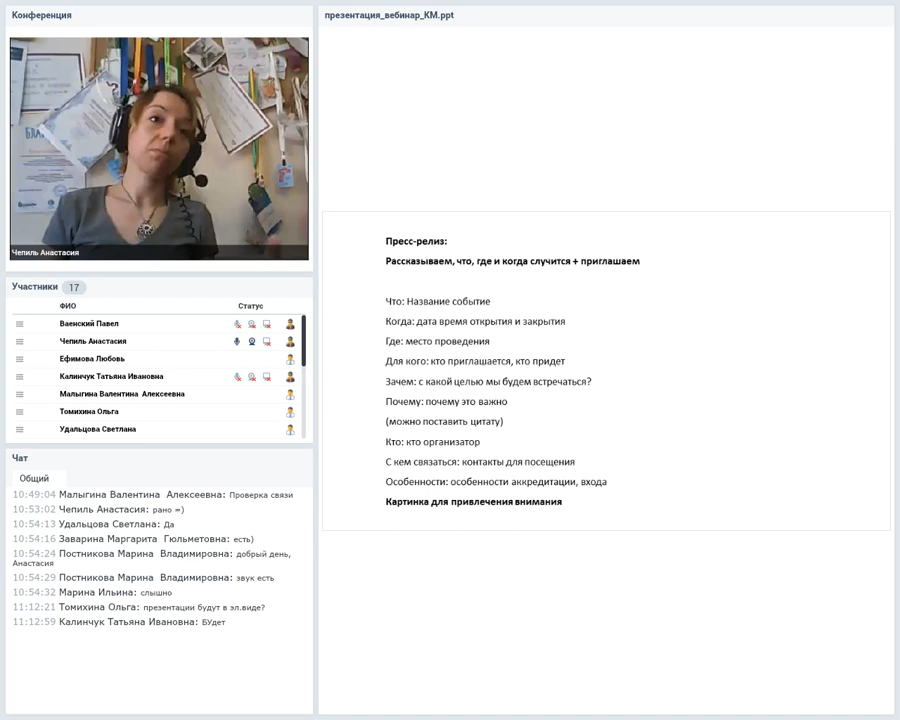 Конференция
БЛА
Чепиль Анастасия
Участники 17
ФИО Статус
Ваенский Павел
Чепиль Анастасия
Ефимова Любовь
Калинчук Татьяна Ивановна
Малыгина Валентина Алексеевна
Томихина Ольга
Удальцова Светлана
Чат
Общий
10:49:04 Малыгина Валентина Алексеевна: Проверка связи
10:53:02 Чепиль Анастасия: рано =)
10:54:13 Удальцова Светлана: Да
10:54:16 Заварина Маргарита Гюльметовна: есть)
10:54:24 Постникова Марина Владимировна: добрый день,
Анастасия
10:54:29 Постникова Марина Владимировна: звук есть
10:54:32 Марина Ильина: слышно
11:12:21 Томихина Ольга: презентации будут в эл.виде?
11:12:59 Калинчук Татьяна Ивановна: БУдет
презентация_вебинар_КМ.ppt
Пресс-релиз:
Рассказываем, что, где и когда случится + приглашаем
Что: Название событие
Когда: дата время открытия и закрытия
Где: место проведения
Для кого: кто приглашается, кто придет
Зачем: с какой целью мы будем встречаться?
Почему: почему это важно
(можно поставить цитату)
Кто: кто организатор
С кем связаться: контакты для посещения
Особенности: особенности аккредитации, входа
Картинка для привлечения внимания